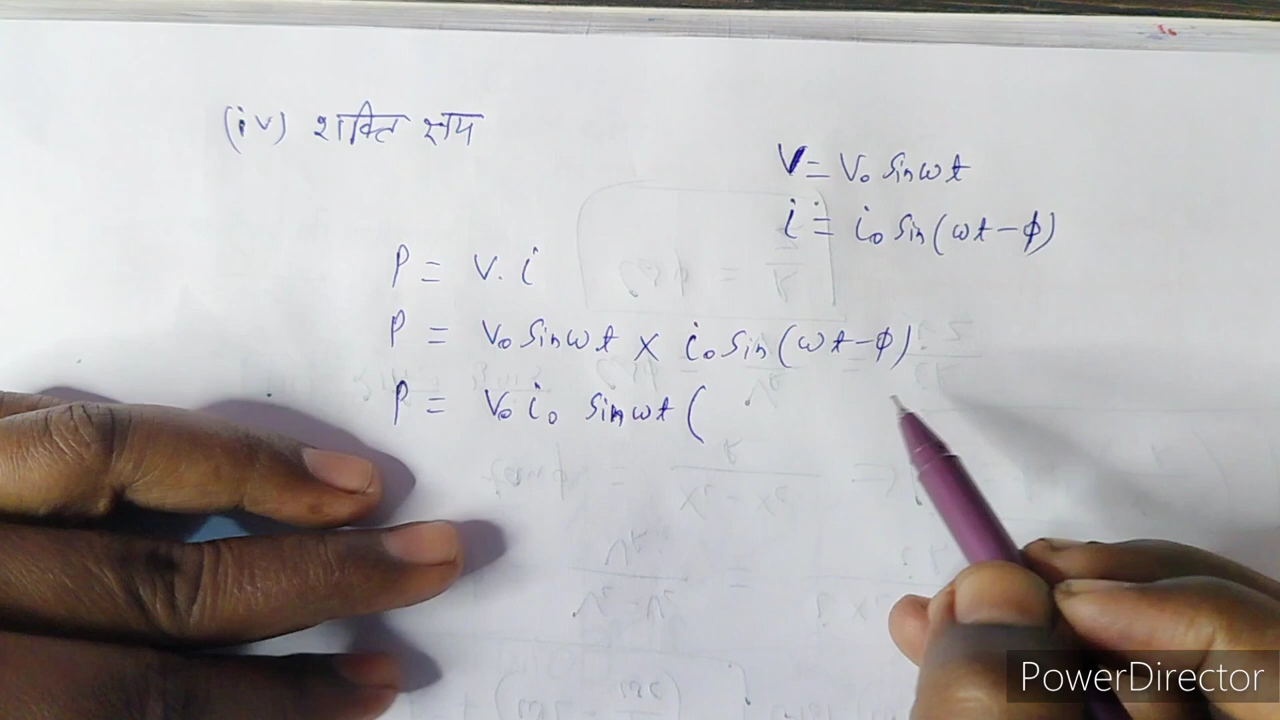 (iv) शक्ति क्षय
V = V₀ sinωt
i = i₀ sin(ωt-ϕ)
P = V. i
P = V₀ sinωt × i₀ sin(ωt-ϕ)
P = V₀ i₀ sinωt (
PowerDirector